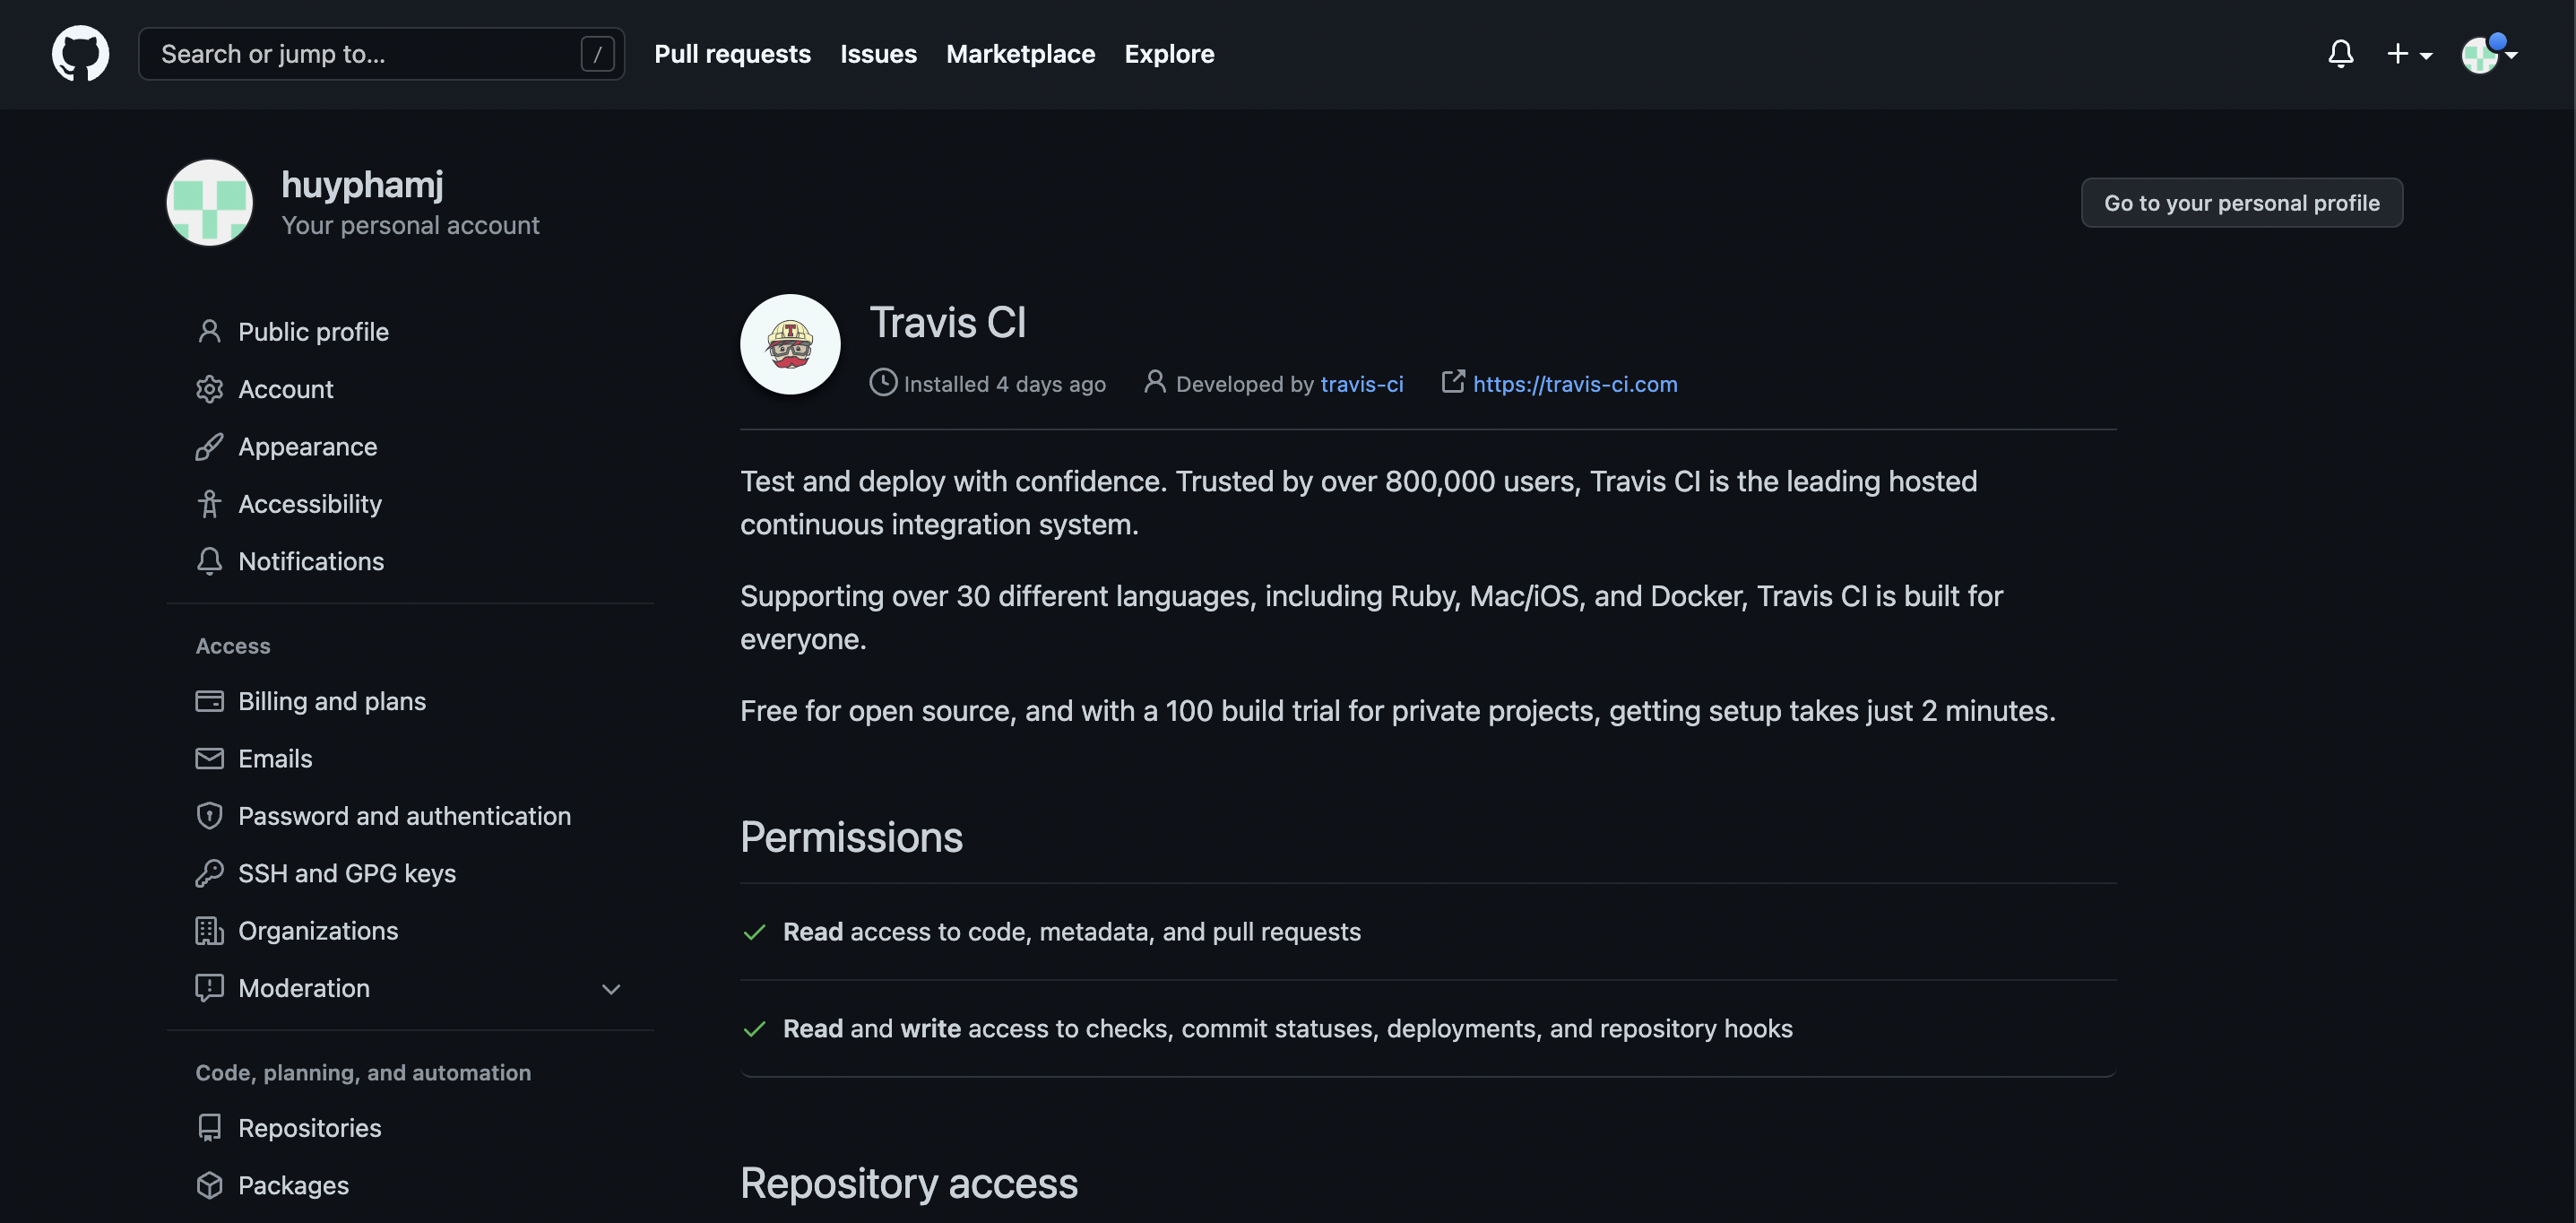 Search or jump to... /
Pull requests Issues Marketplace Explore
huyphamj
Your personal account
Go to your personal profile
Public profile
Account
Appearance
Accessibility
Notifications
Access
Billing and plans
Emails
Password and authentication
SSH and GPG keys
Organizations
Moderation
Code, planning, and automation
Repositories
Packages
T
Travis CI
Installed 4 days ago Developed by travis-ci https://travis-ci.com
Test and deploy with confidence. Trusted by over 800,000 users, Travis CI is the leading hosted
continuous integration system.
Supporting over 30 different languages, including Ruby, Mac/iOS, and Docker, Travis CI is built for
everyone.
Free for open source, and with a 100 build trial for private projects, getting setup takes just 2 minutes.
Permissions
Read access to code, metadata, and pull requests
Read and write access to checks, commit statuses, deployments, and repository hooks
Repository access